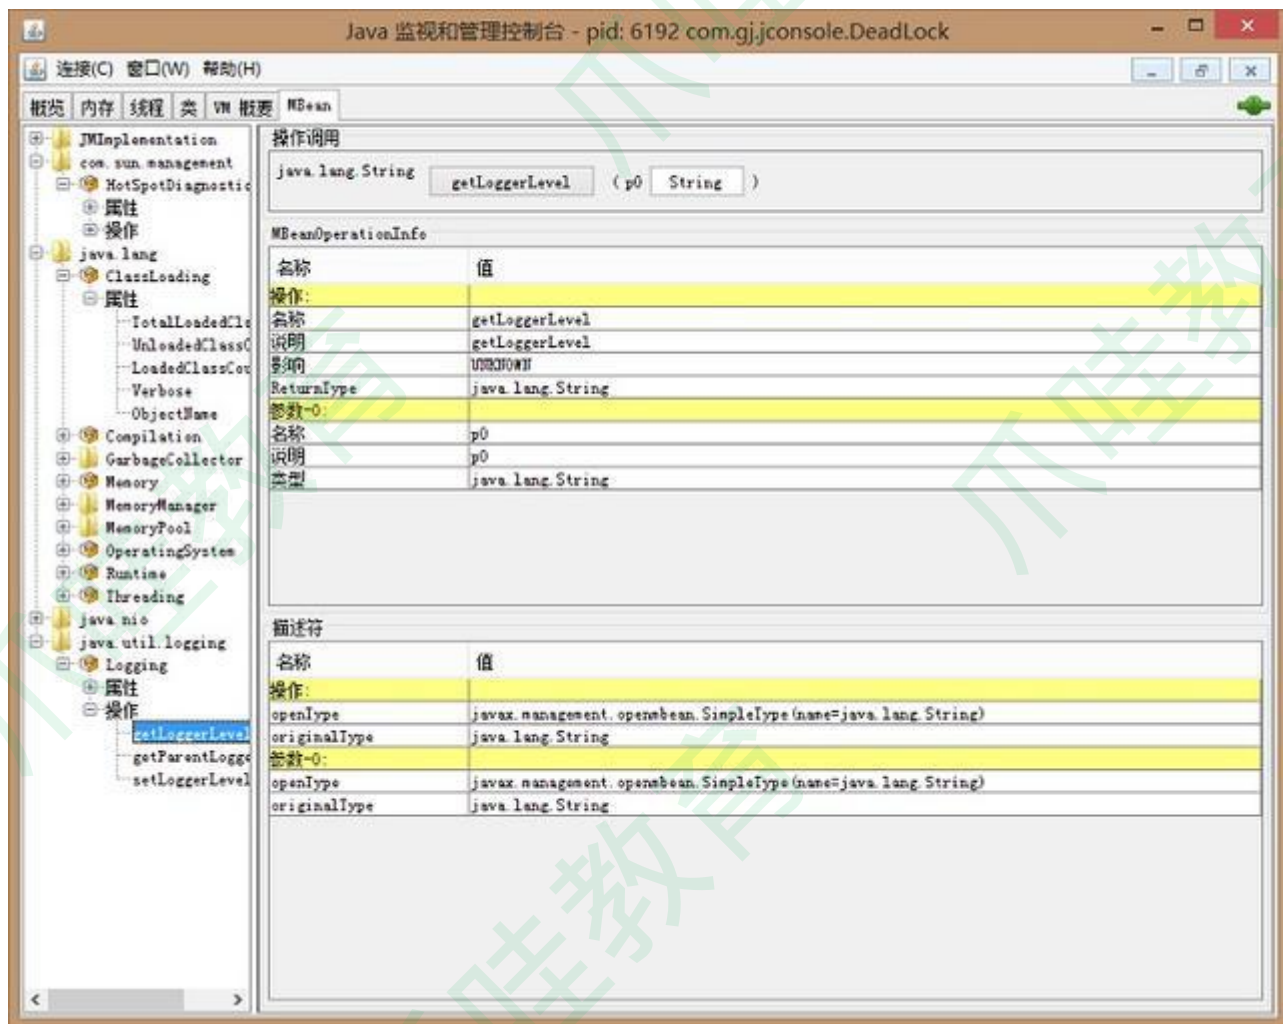 Java 监视和管理控制台 - pid: 6192 com.gj.jconsole.DeadLock
连接(C) 窗口(W) 帮助(H)
概览 内存 线程 类 VM 概要 MBean
JMImplementation
com.sun.management
HotSpotDiagnostic
属性
操作
java.lang
ClassLoading
属性
TotalLoadedCla
UnloadedClassC
LoadedClassCou
Verbose
ObjectName
Compilation
GarbageCollector
Memory
MemoryManager
MemoryPool
OperatingSystem
Runtime
Threading
java.nio
java.util.logging
Logging
属性
操作
getLoggerLevel
getParentLogge
setLoggerLevel
操作调用
java.lang.String getLoggerLevel ( p0 String )
MBeanOperationInfo
名称 值
操作:
名称 getLoggerLevel
说明 getLoggerLevel
影响 UNKNOWN
ReturnType java.lang.String
参数-0:
名称 p0
说明 p0
类型 java.lang.String
描述符
名称 值
操作:
openType javax.management.openmbean.SimpleType(name=java.lang.String)
originalType java.lang.String
参数-0:
openType javax.management.openmbean.SimpleType(name=java.lang.String)
originalType java.lang.String
爪哇教育